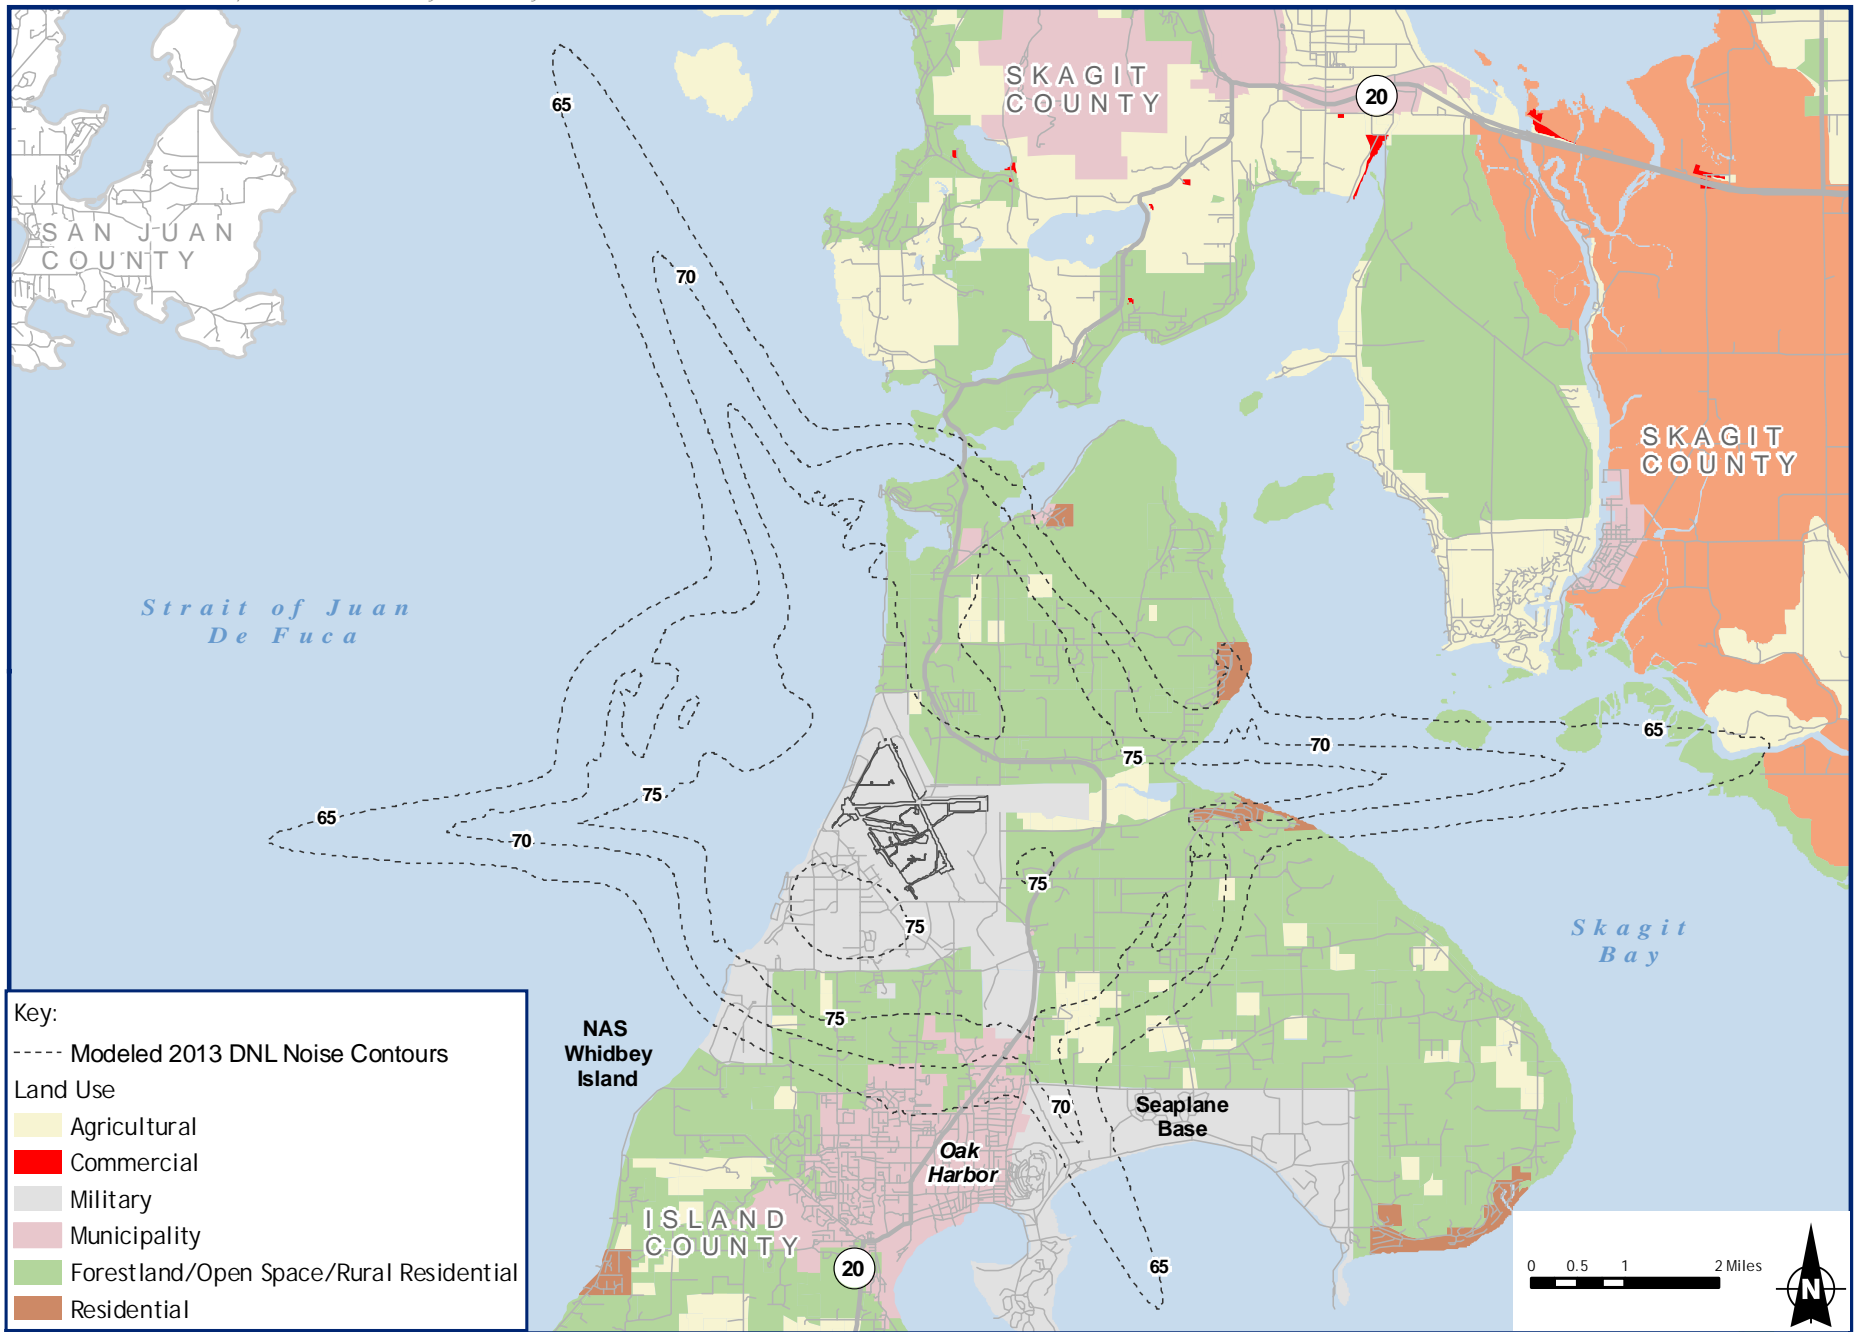 65
SKAGIT
COUNTY
20
SAN JUAN
COUNTY
70
SKAGIT
COUNTY
Strait of Juan
De Fuca
65
70
75
75
65
70
75
75
Skagit
Bay
75
NAS
Whidbey
Island
70
Seaplane
Base
Oak
Harbor
ISLAND
COUNTY
20
65
Key:
Modeled 2013 DNL Noise Contours
Land Use
Agricultural
Commercial
Military
Municipality
Forestland/Open Space/Rural Residential
Residential
0 0.5 1 2 Miles
N